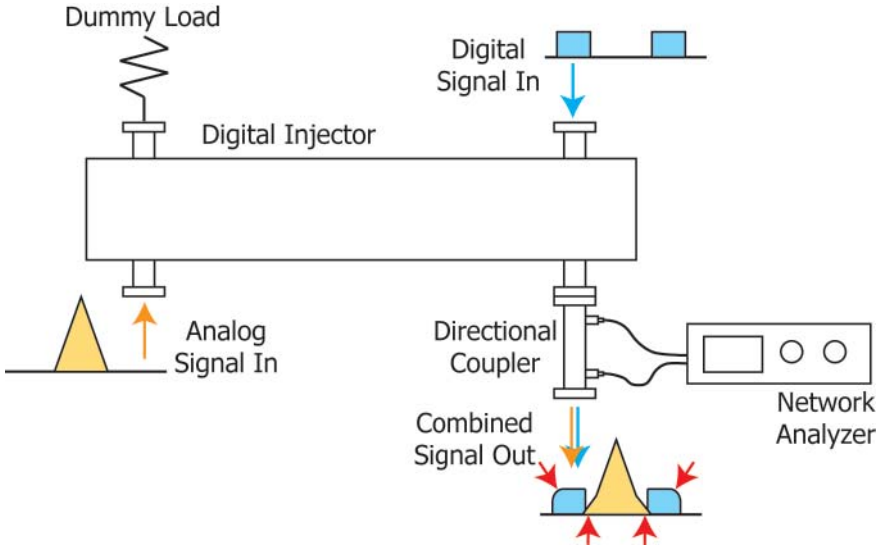 Dummy Load
Digital
Signal In
Digital Injector
Analog
Signal In
Directional
Coupler
Network
Analyzer
Combined
Signal Out